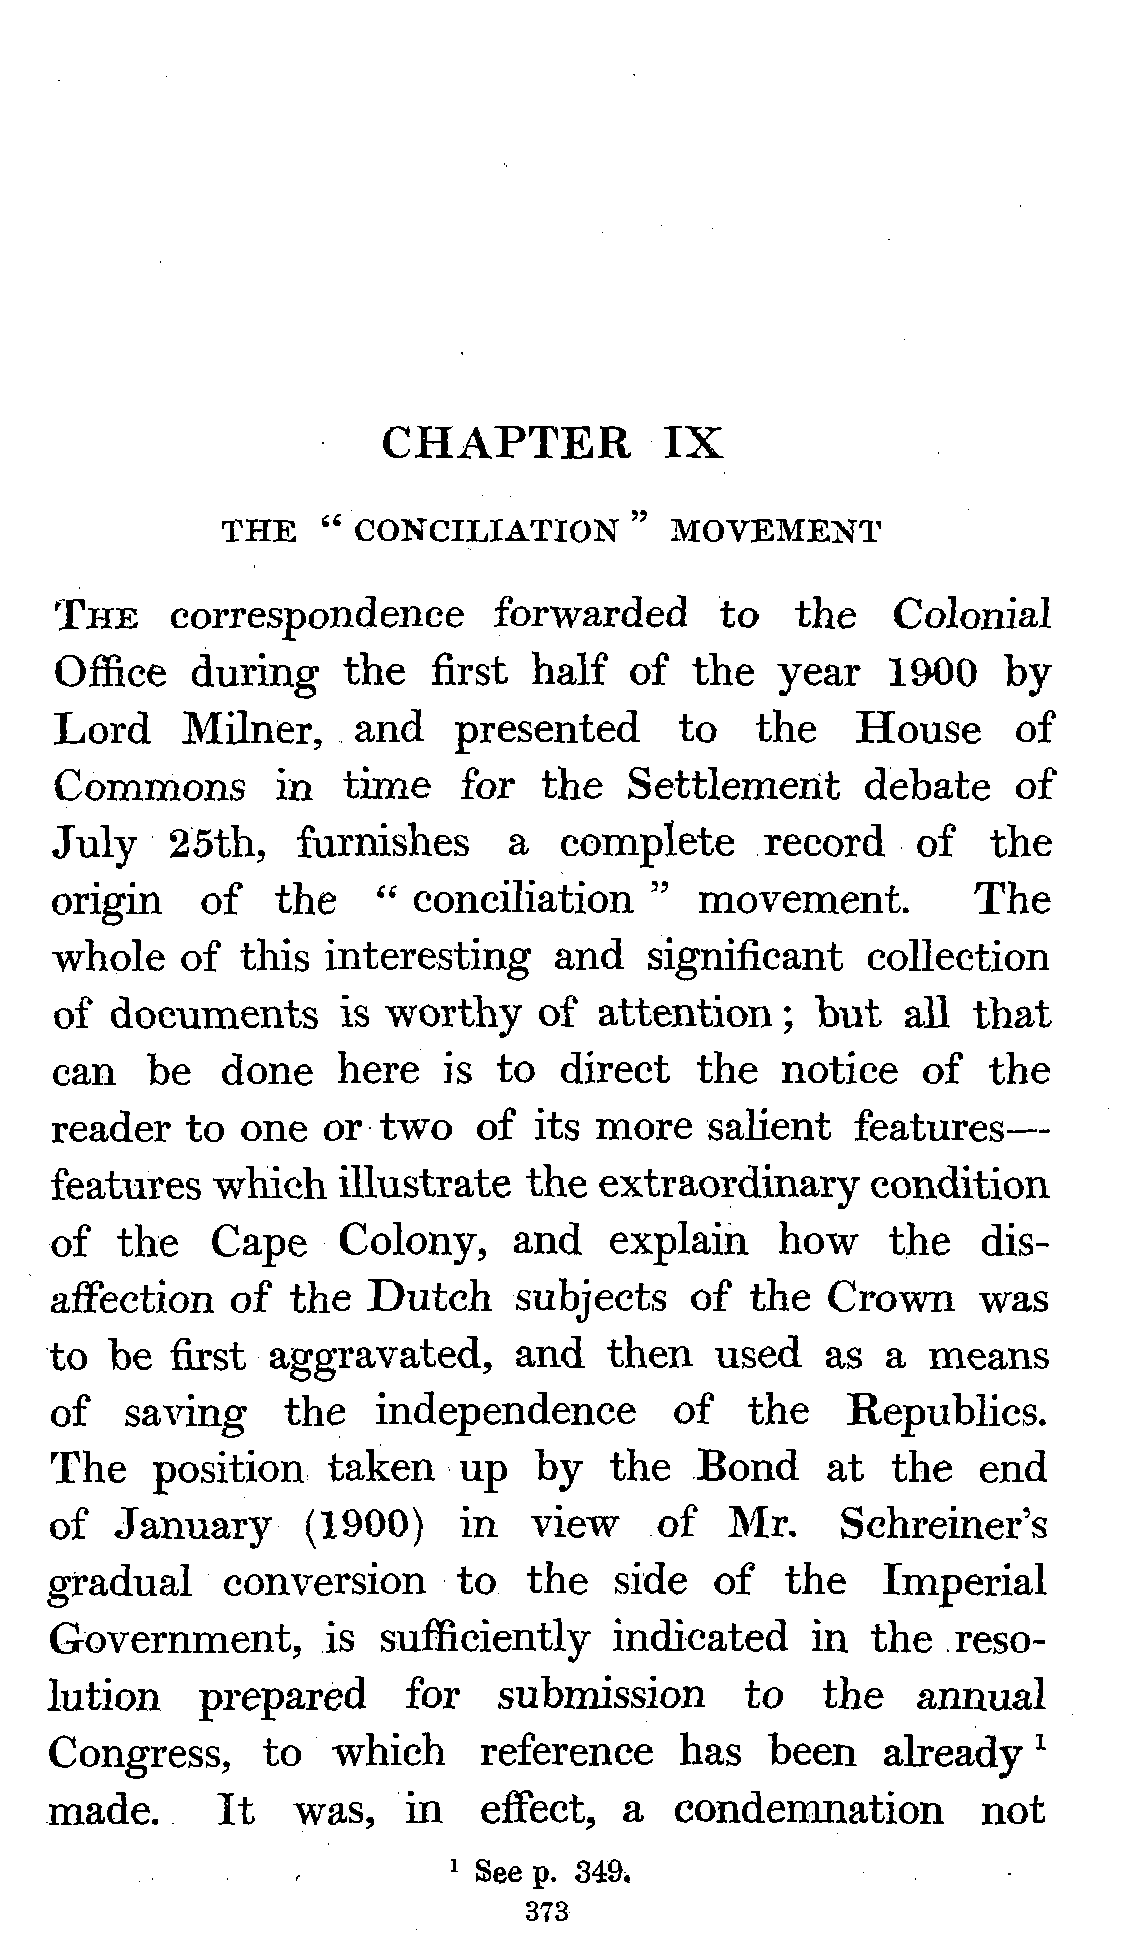 CHAPTER IX
THE " CONCILIATION " MOVEMENT
THE correspondence forwarded to the Colonial
Office during the first half of the year 1900 by
Lord Milner, and presented to the House of
Commons in time for the Settlement debate of
July 25th, furnishes a complete record of the
origin of the " conciliation " movement. The
whole of this interesting and significant collection
of documents is worthy of attention ; but all that
can be done here is to direct the notice of the
reader to one or two of its more salient features—
features which illustrate the extraordinary condition
of the Cape Colony, and explain how the dis-
affection of the Dutch subjects of the Crown was
to be first aggravated, and then used as a means
of saving the independence of the Republics.
The position taken up by the Bond at the end
of January (1900) in view of Mr. Schreiner's
gradual conversion to the side of the Imperial
Government, is sufficiently indicated in the reso-
lution prepared for submission to the annual
Congress, to which reference has been already ¹
made. It was, in effect, a condemnation not
¹ See p. 349.
373